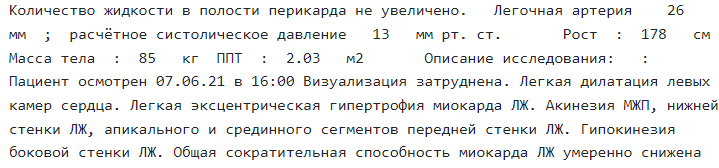 Количество жидкости в полости перикарда не увеличено. Легочная артерия 26
мм ; расчётное систолическое давление 13 мм рт. ст. Рост : 178 см
Масса тела : 85 кг ППТ : 2.03 м2 Описание исследования: :
Пациент осмотрен 07.06.21 в 16:00 Визуализация затруднена. Легкая дилатация левых
камер сердца. Легкая эксцентрическая гипертрофия миокарда ЛЖ. Акинезия МЖП, нижней
стенки ЛЖ, апикального и срединного сегментов передней стенки ЛЖ. Гипокинезия
боковой стенки ЛЖ. Общая сократительная способность миокарда ЛЖ умеренно снижена